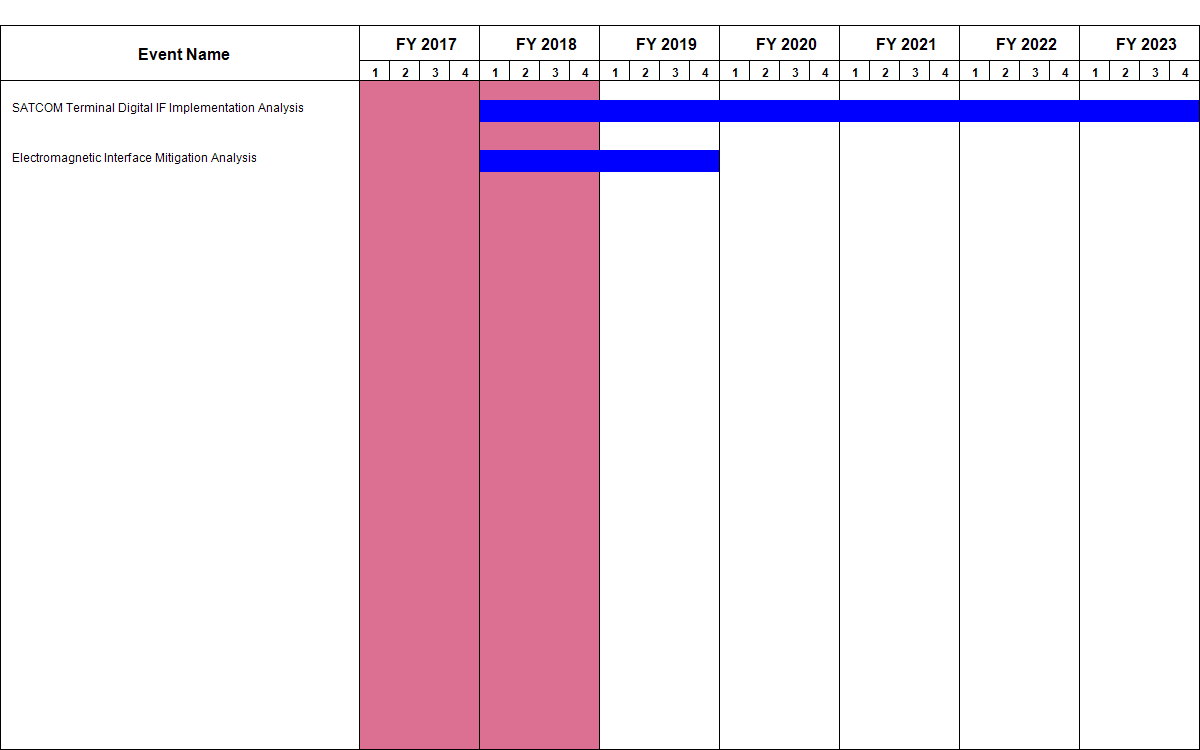 Event Name
FY 2017 FY 2018 FY 2019 FY 2020 FY 2021 FY 2022 FY 2023
1 2 3 4 1 2 3 4 1 2 3 4 1 2 3 4 1 2 3 4 1 2 3 4 1 2 3 4
SATCOM Terminal Digital IF Implementation Analysis
Electromagnetic Interface Mitigation Analysis